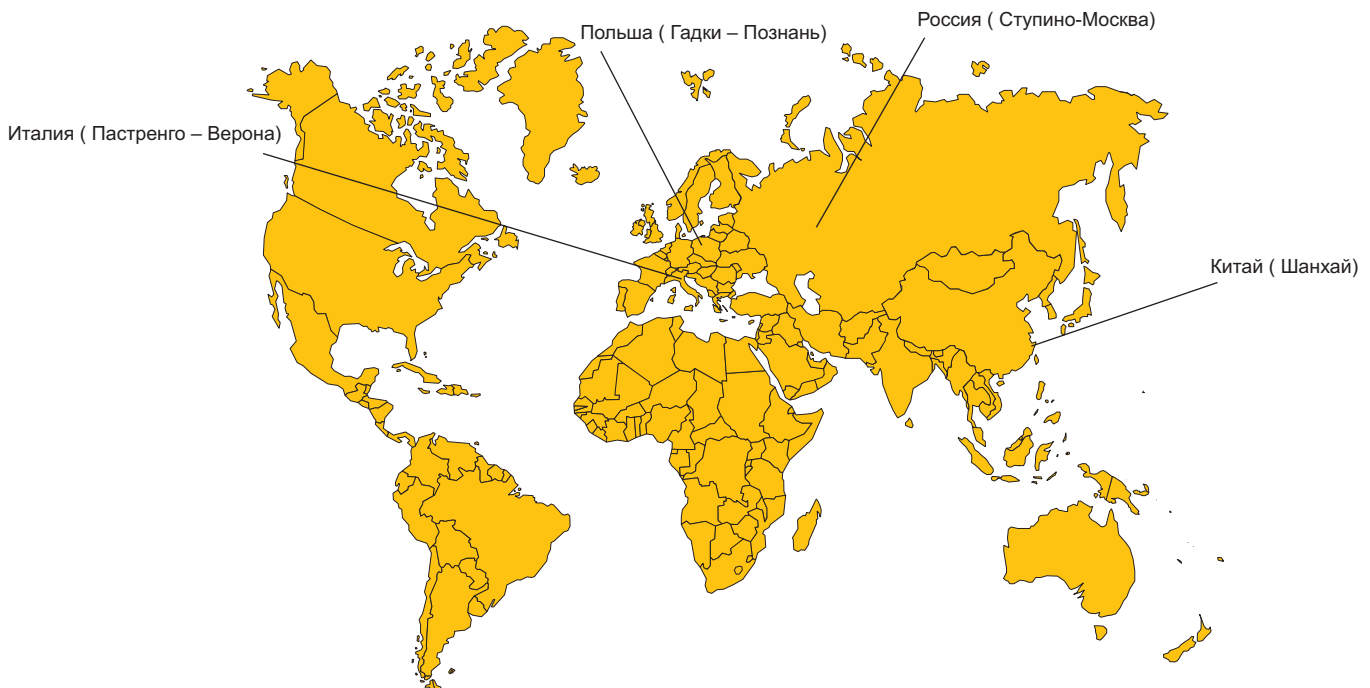 Россия ( Ступино-Москва)
Польша ( Гадки – Познань)
Италия ( Пастренго – Верона)
Китай ( Шанхай)